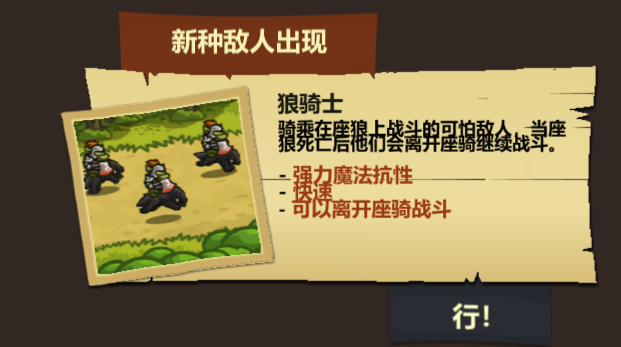 新种敌人出现
狼骑士
骑乘在座狼上战斗的可怕敌人，当座
狼死亡后他们会离开座骑继续战斗。
- 强力魔法抗性
- 快速
- 可以离开座骑战斗
行!